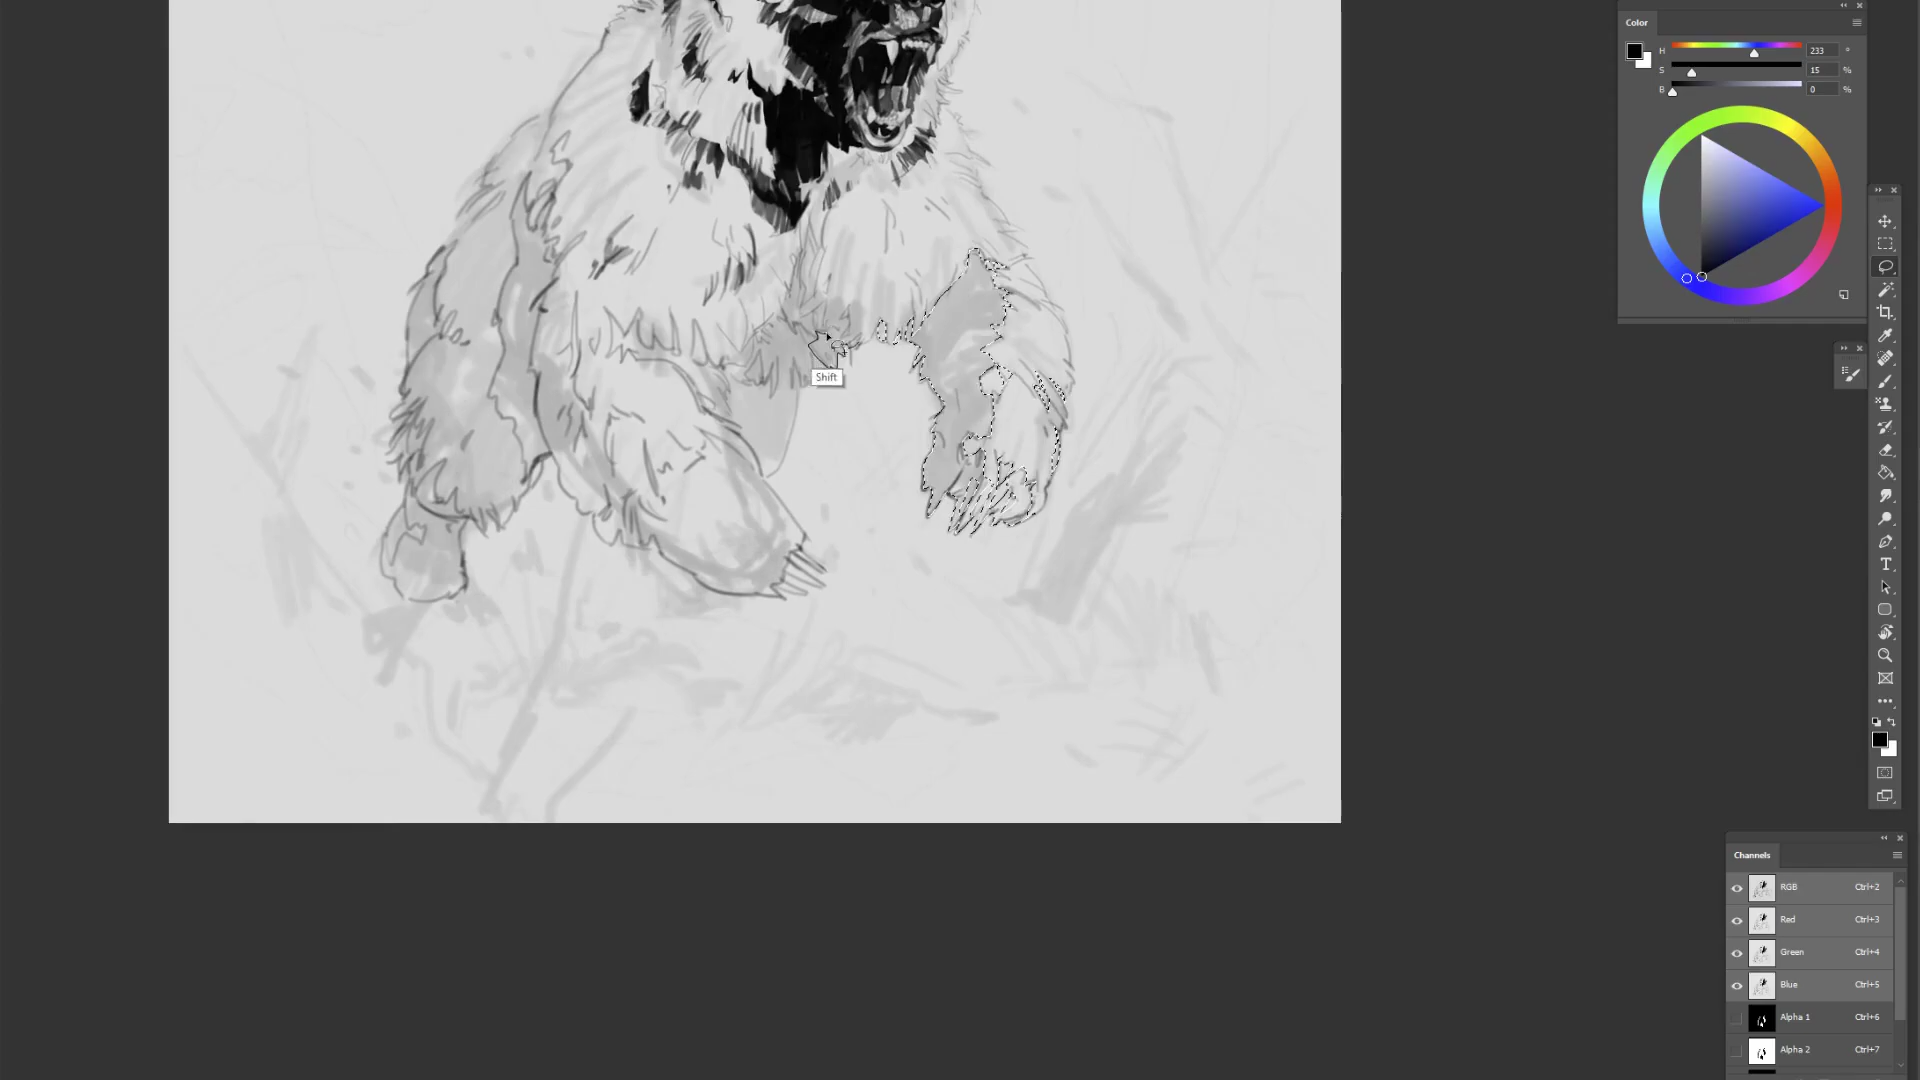 Color
H 233 °
S 15 %
B 0 %
Shift
T
Channels
RGB Ctrl+2
Red Ctrl+3
Green Ctrl+4
Blue Ctrl+5
Alpha 1 Ctrl+6
Alpha 2 Ctrl+7